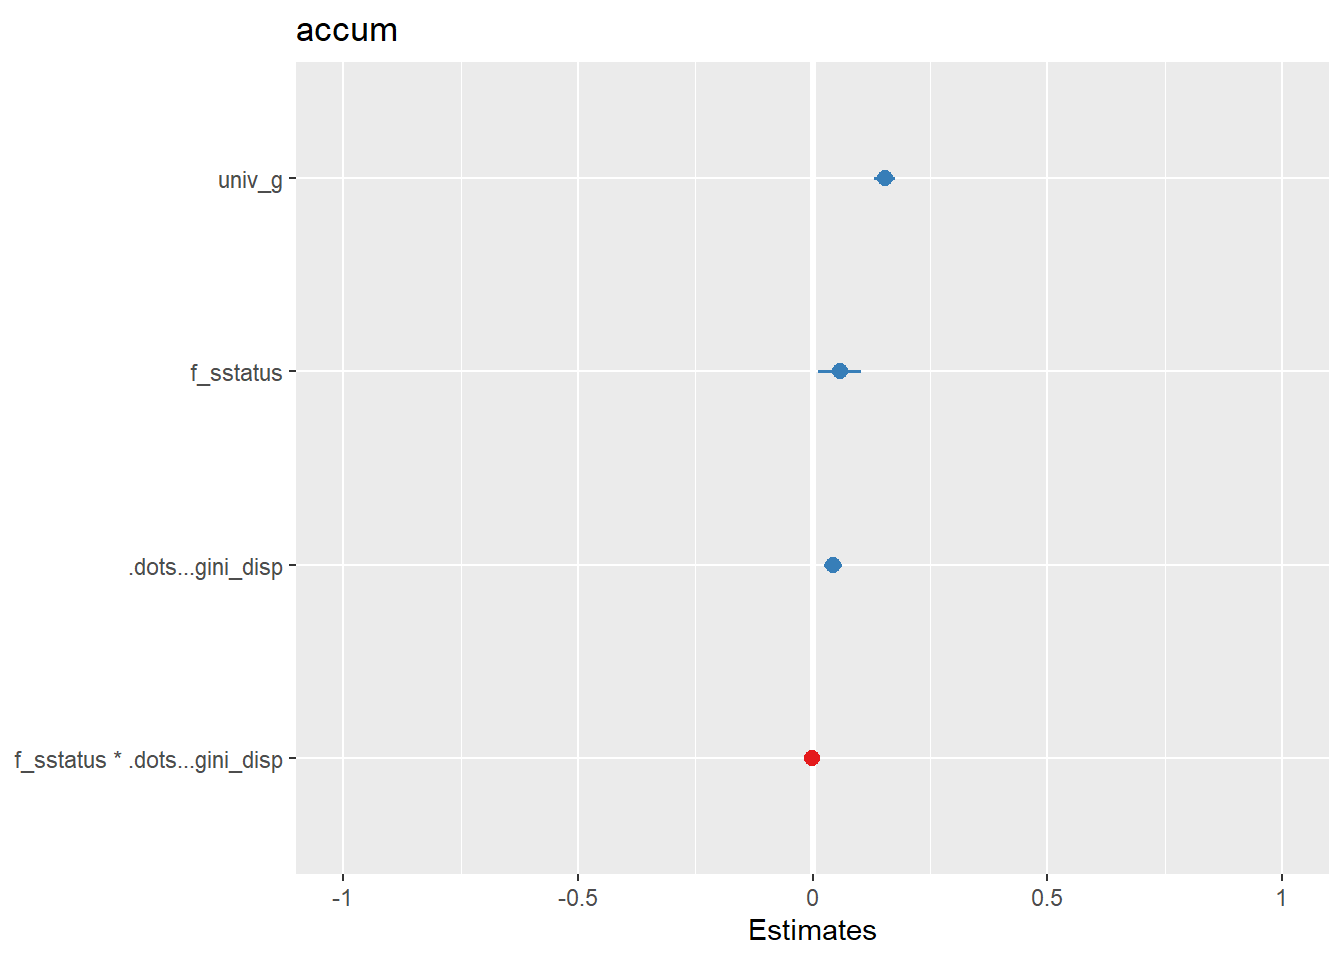 accum
univ_g
f_sstatus
.dots...gini_disp
f_sstatus * .dots...gini_disp
-1 -0.5 0 0.5 1
Estimates